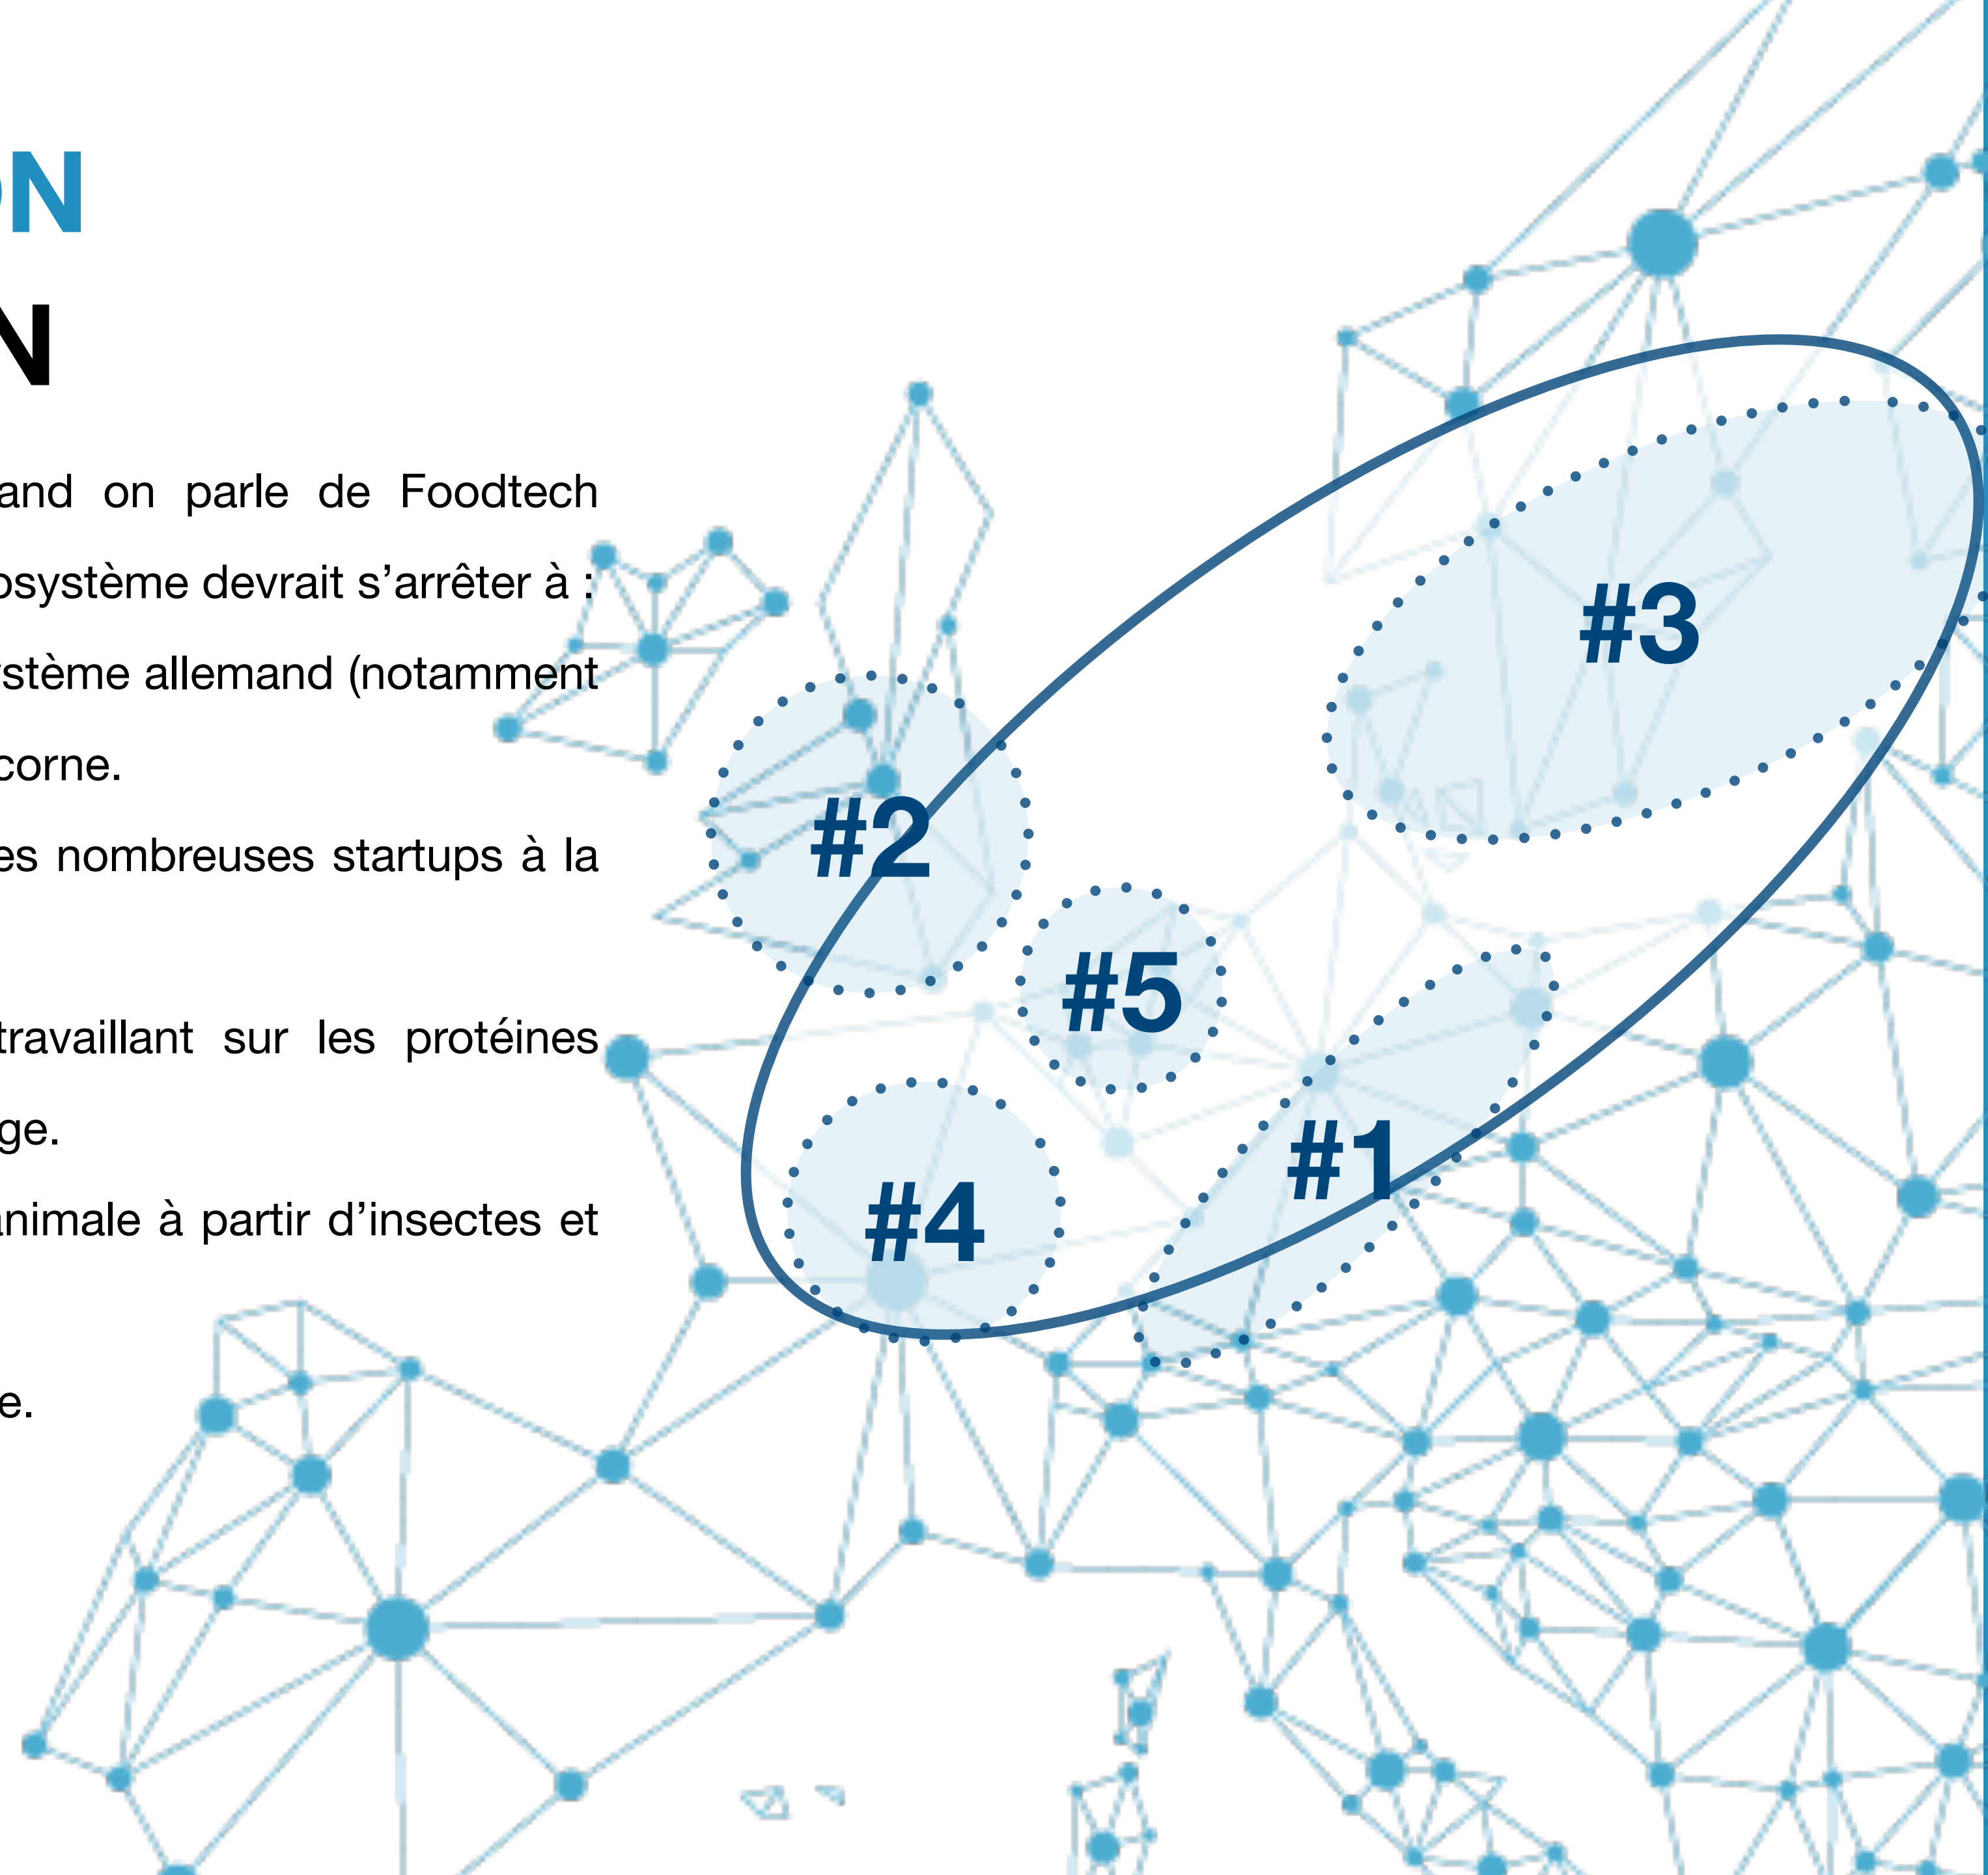 ON
N
and on parle de Foodtech
osystème devrait s’arrêter à :
stème allemand (notamment
corne.
es nombreuses startups à la
travaillant sur les protéines
ge.
animale à partir d’insectes et
e.
#3
#2
#5
#1
#4